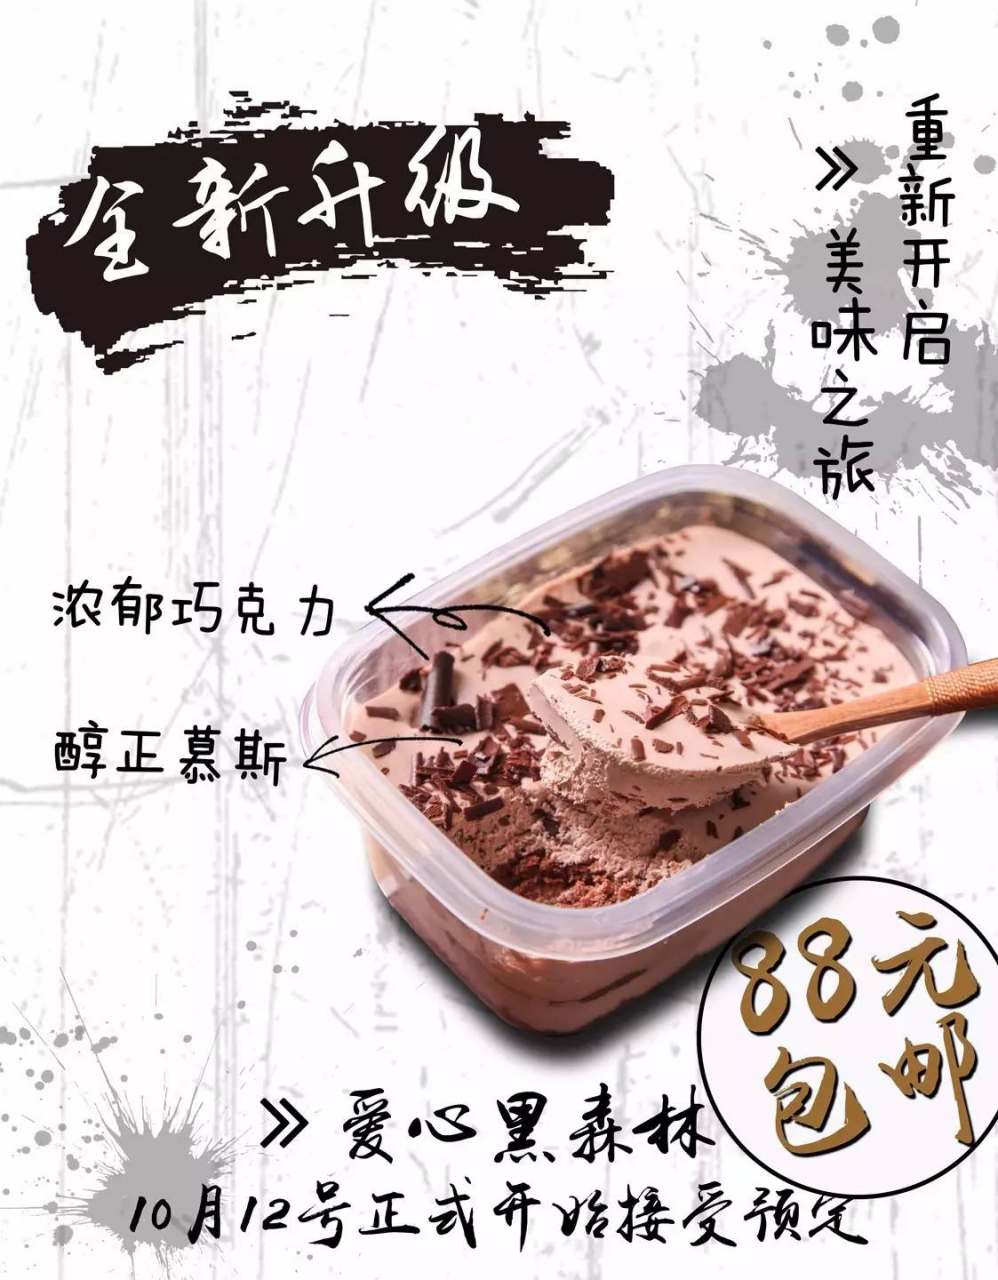 全新升级
重新开启
» 美味之旅
浓郁巧克力
醇正慕斯
88元
包邮
» 爱心黑森林
10月12号正式开始接受预定